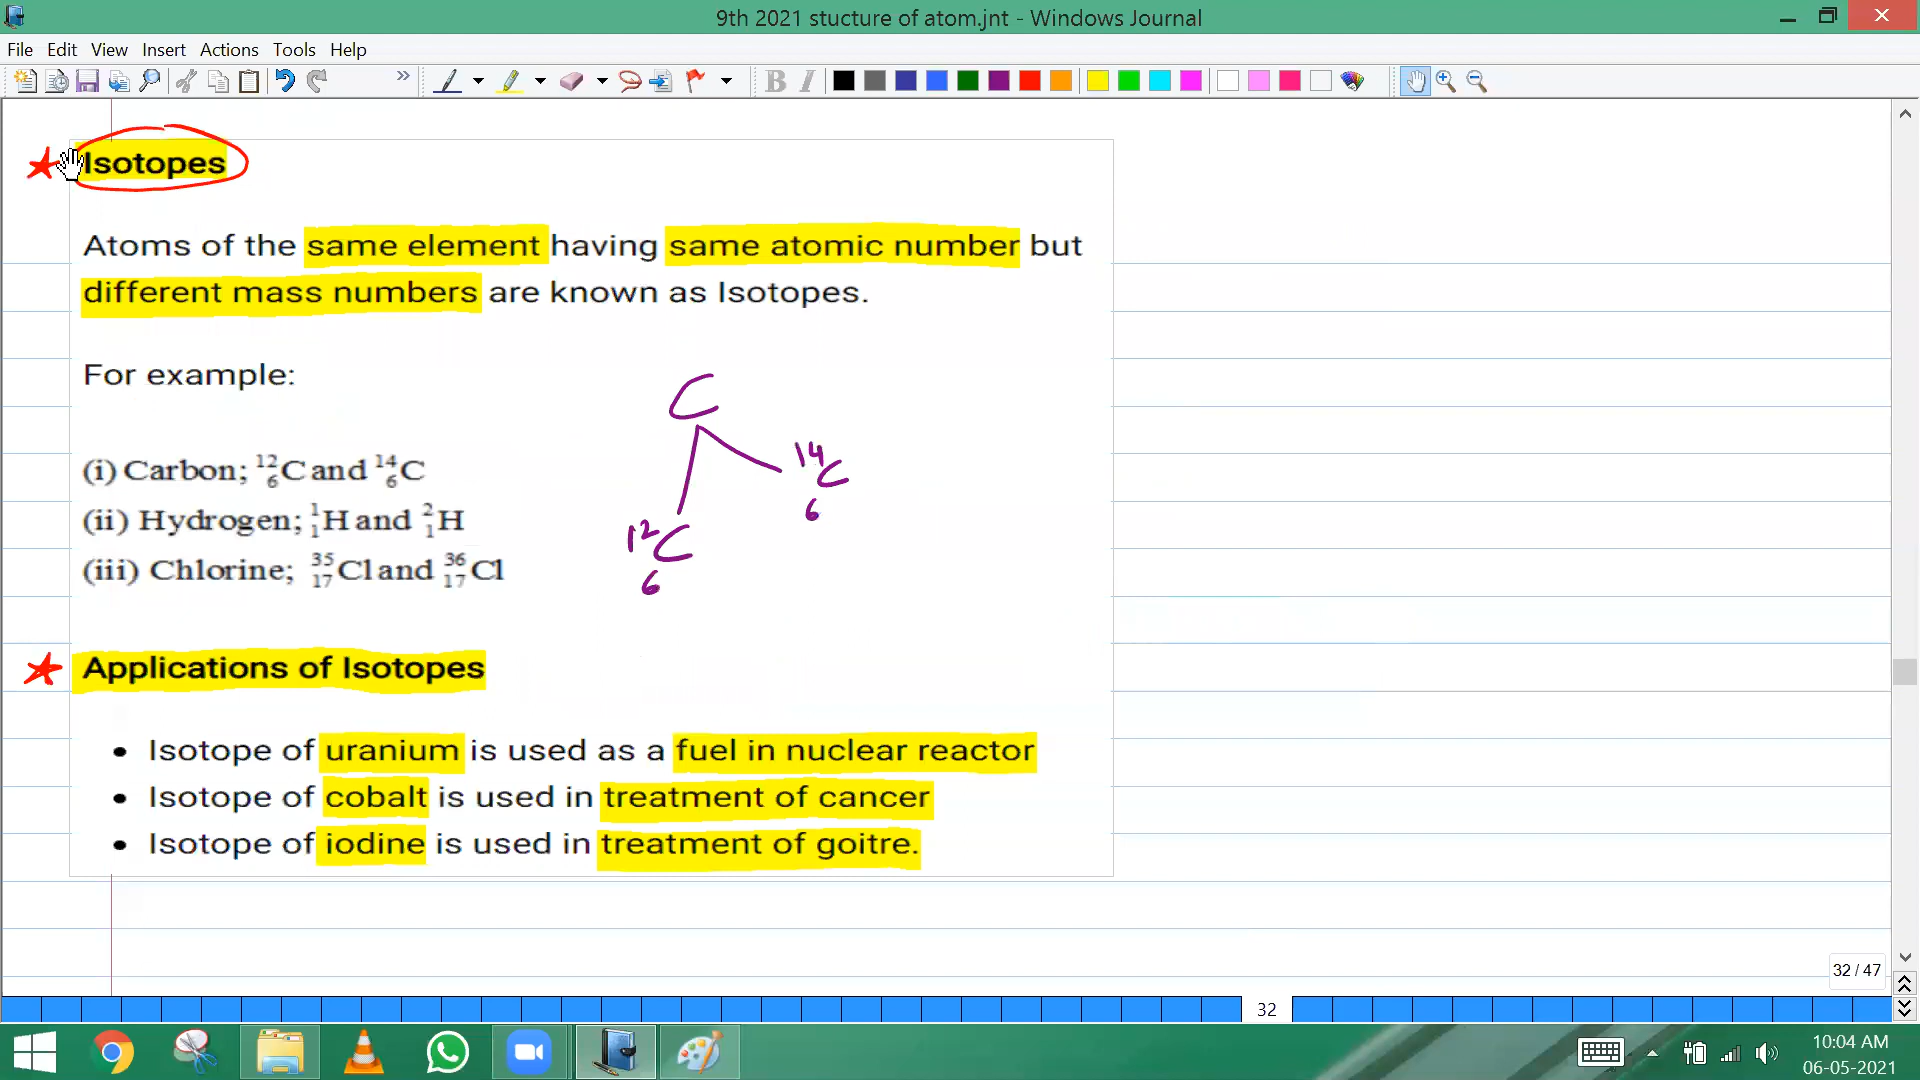 9th 2021 stucture of atom.jnt - Windows Journal
File Edit View Insert Actions Tools Help
Isotopes
Atoms of the same element having same atomic number but
different mass numbers are known as Isotopes.
For example:
C
(i) Carbon; ¹²₆C and ¹⁴₆C
¹⁴₆C
(ii) Hydrogen; ¹₁H and ²₁H
¹²₆C
(iii) Chlorine; ³⁵₁₇Cl and ³⁶₁₇Cl
Applications of Isotopes
• Isotope of uranium is used as a fuel in nuclear reactor
• Isotope of cobalt is used in treatment of cancer
• Isotope of iodine is used in treatment of goitre.
32 / 47
32
10:04 AM
06-05-2021